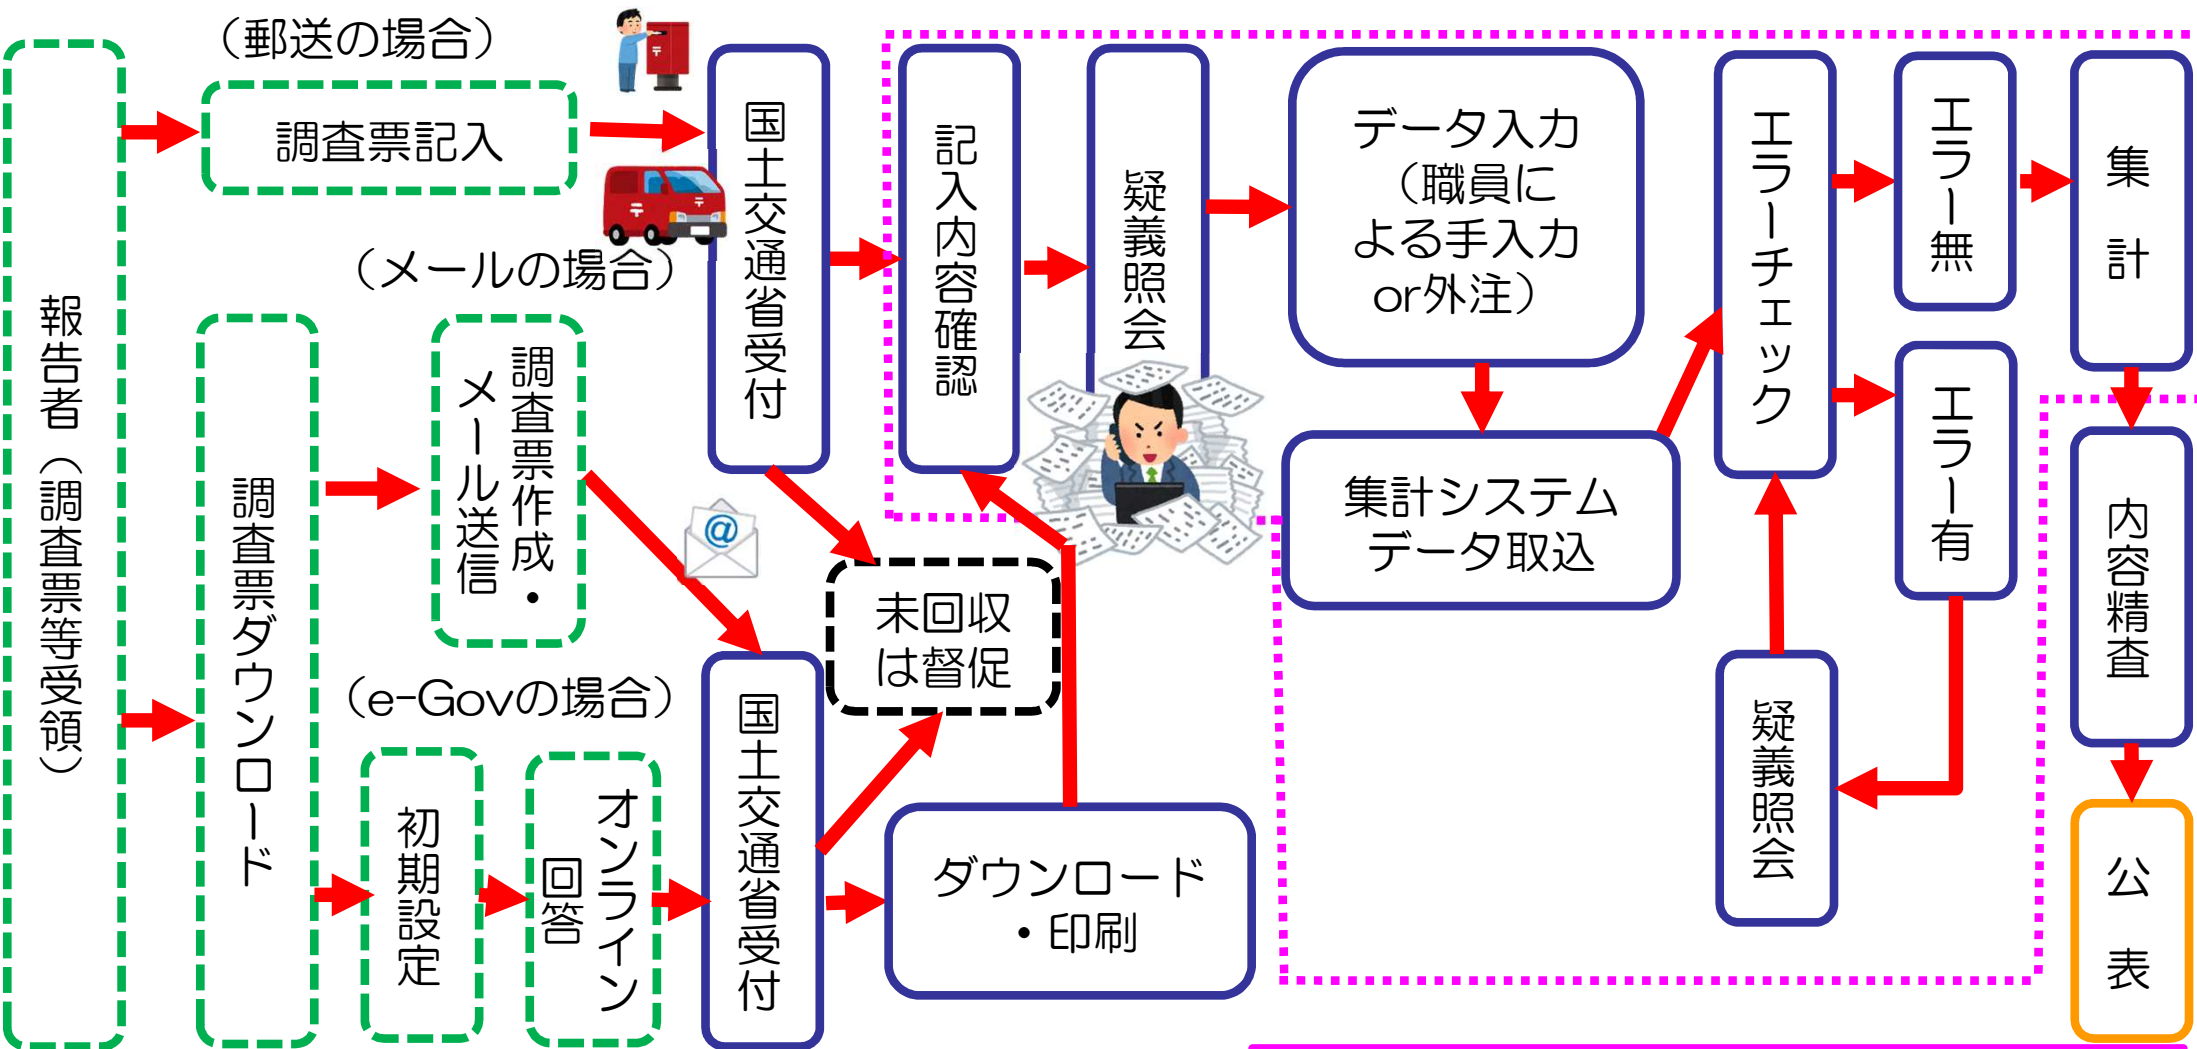 （郵送の場合）
報告者（調査票等受領）
調査票記入
国土交通省受付
（メールの場合）
調査票ダウンロード
調査票作成・
メール送信
（e-Govの場合）
初期設定
オンライン
回答
国土交通省受付
@
未回収
は督促
ダウンロード
・印刷
記入内容確認
疑義照会
データ入力
（職員に
よる手入力
or外注）
集計システム
データ取込
エラーチェック
エラー無
エラー有
疑義照会
集計
内容精査
公表